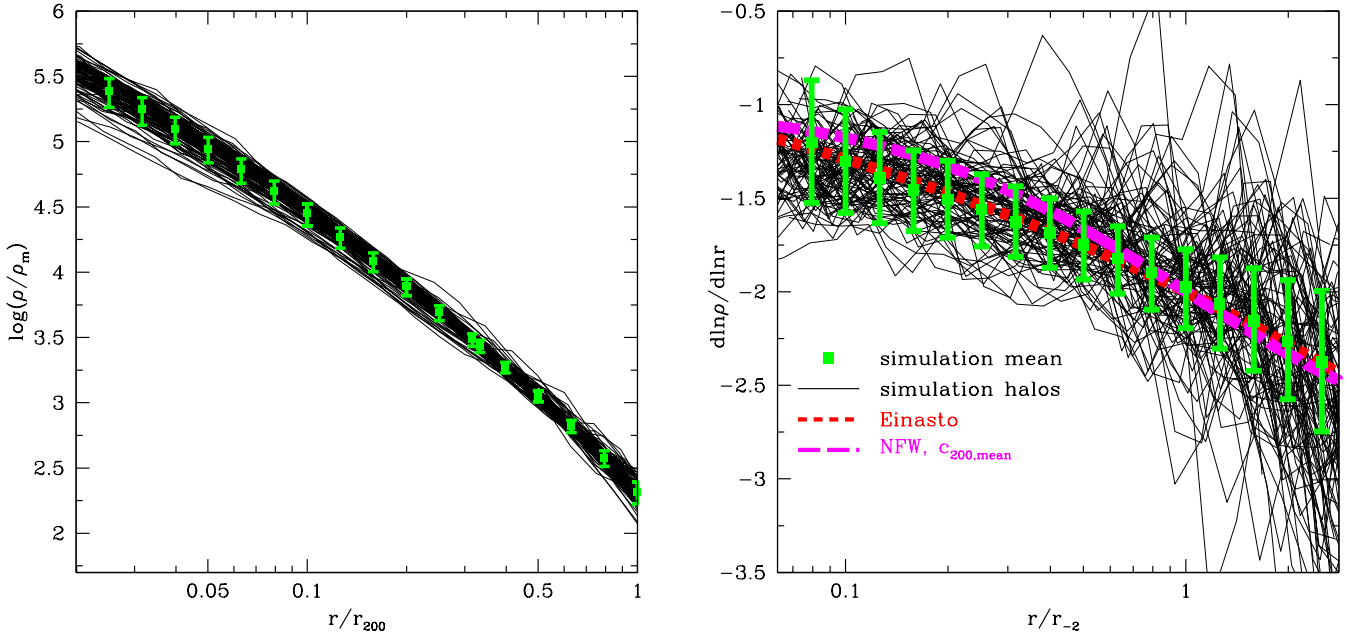 6
5.5
5
4.5
4
3.5
3
2.5
2
log(ρ/ρm)
0.05
0.1
0.5
1
r/r200
-0.5
−1
−1.5
−2
−2.5
−3
−3.5
dlnρ/dlnr
simulation mean
simulation halos
Einasto
NFW, c200,mean
0.1
1
r/r−2